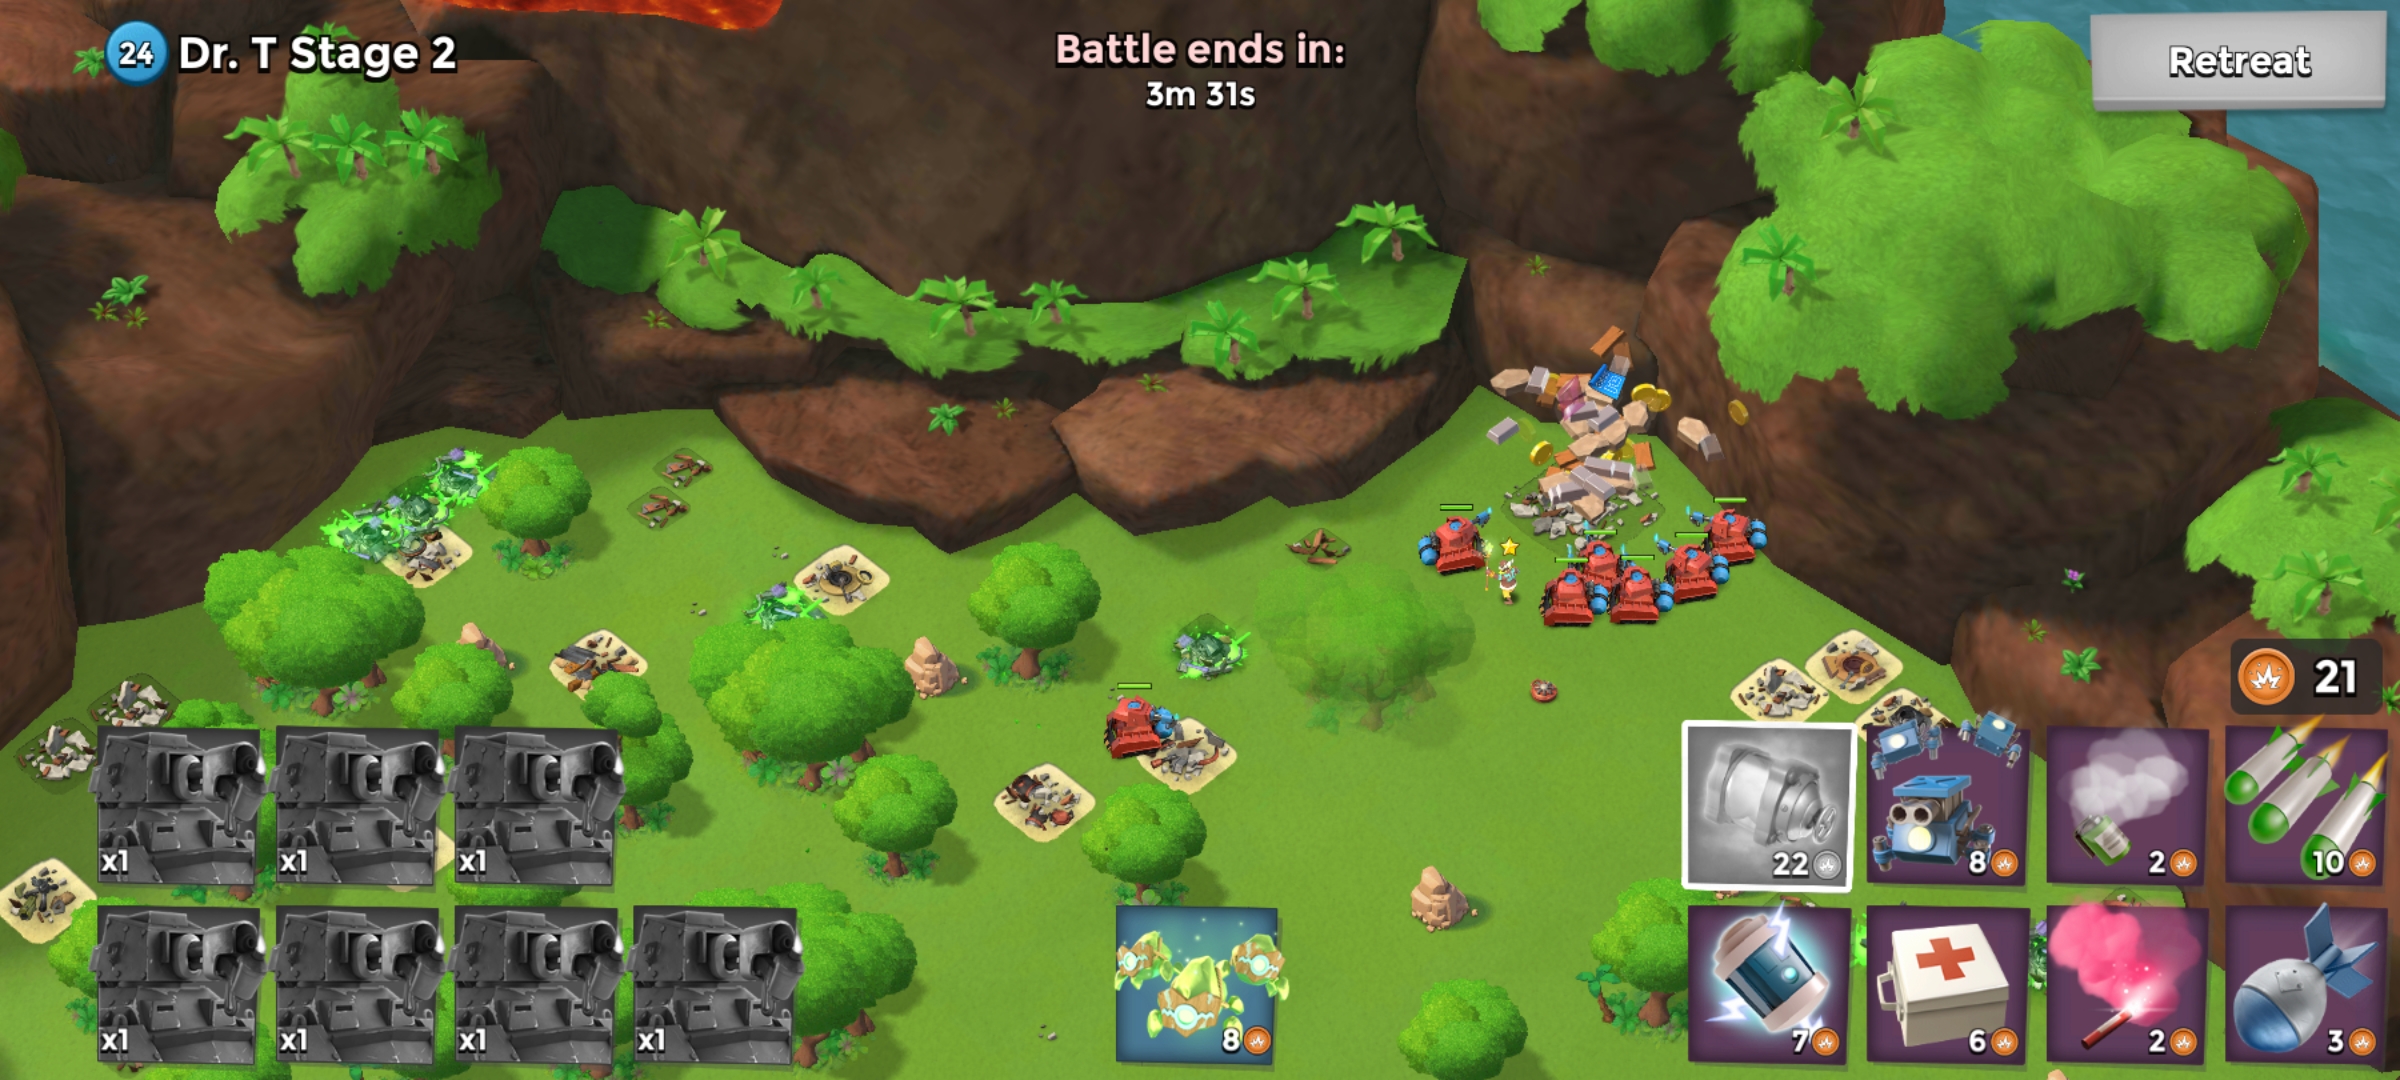 24 Dr. T Stage 2
Battle ends in:
3m 31s
Retreat
21
x1 x1 x1
22 8 2 10
x1 x1 x1 x1
8
7 6 2 3